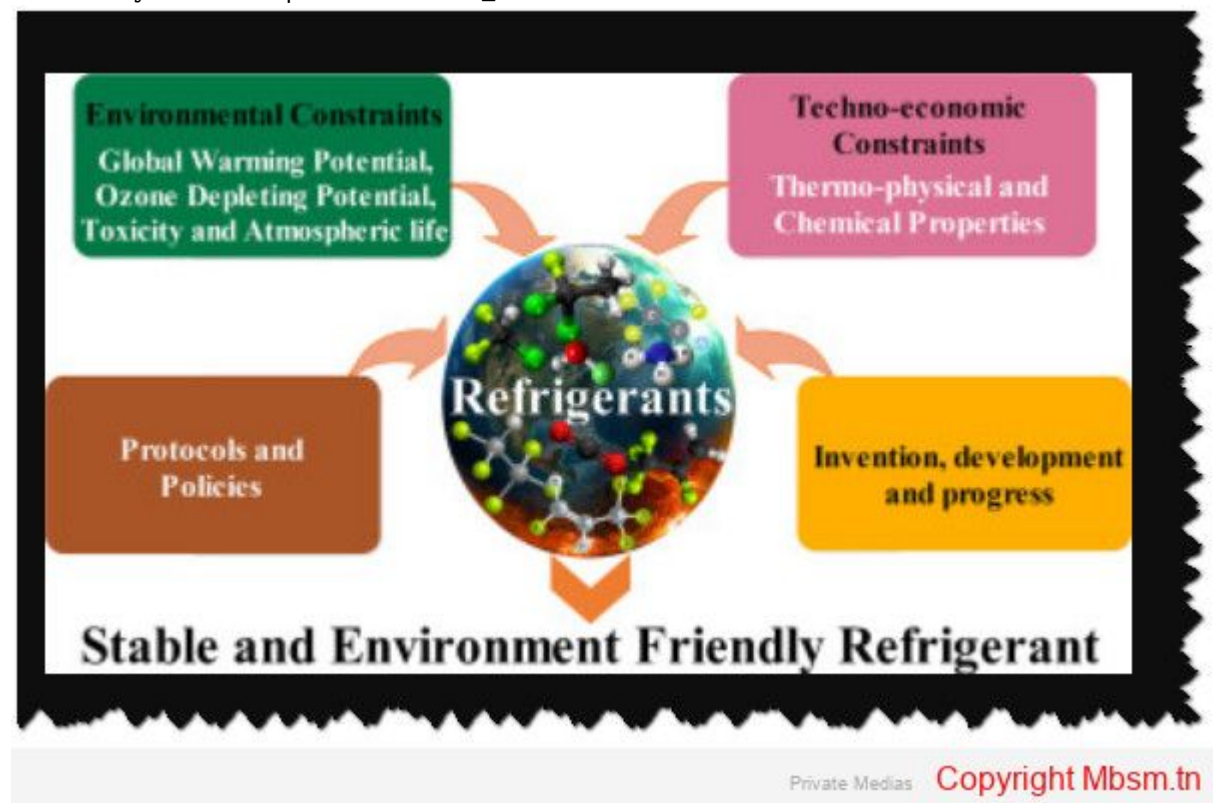 Environmental Constraints
Global Warming Potential,
Ozone Depleting Potential,
Toxicity and Atmospheric life
Techno-economic
Constraints
Thermo-physical and
Chemical Properties
Refrigerants
Protocols and
Policies
Invention, development
and progress
Stable and Environment Friendly Refrigerant
Private Medias Copyright Mbsm.tn